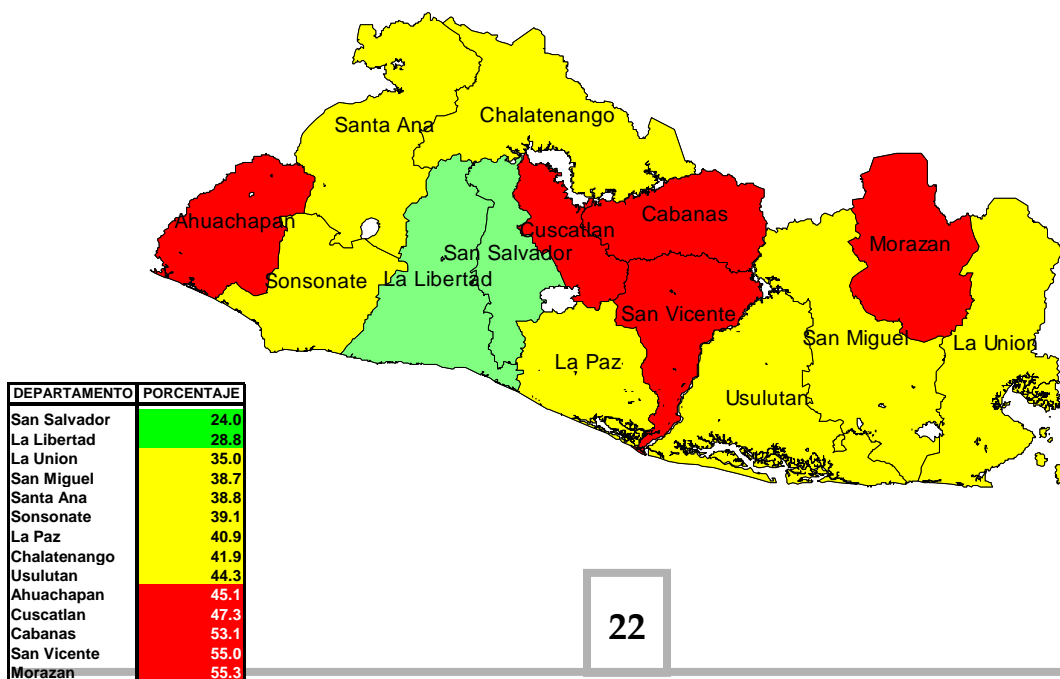 Chalatenango
Santa Ana
Cabanas
Ahuachapan
Cuscatlan
Morazan
San Salvador
Sonsonate
La Libertad
San Vicente
San Miguel
La Union
La Paz
Usulutan
DEPARTAMENTO PORCENTAJE
San Salvador 24.0
La Libertad 28.8
La Union 35.0
San Miguel 38.7
Santa Ana 38.8
Sonsonate 39.1
La Paz 40.9
Chalatenango 41.9
Usulutan 44.3
Ahuachapan 45.1
Cuscatlan 47.3
Cabanas 53.1
San Vicente 55.0
Morazan 55.3
22